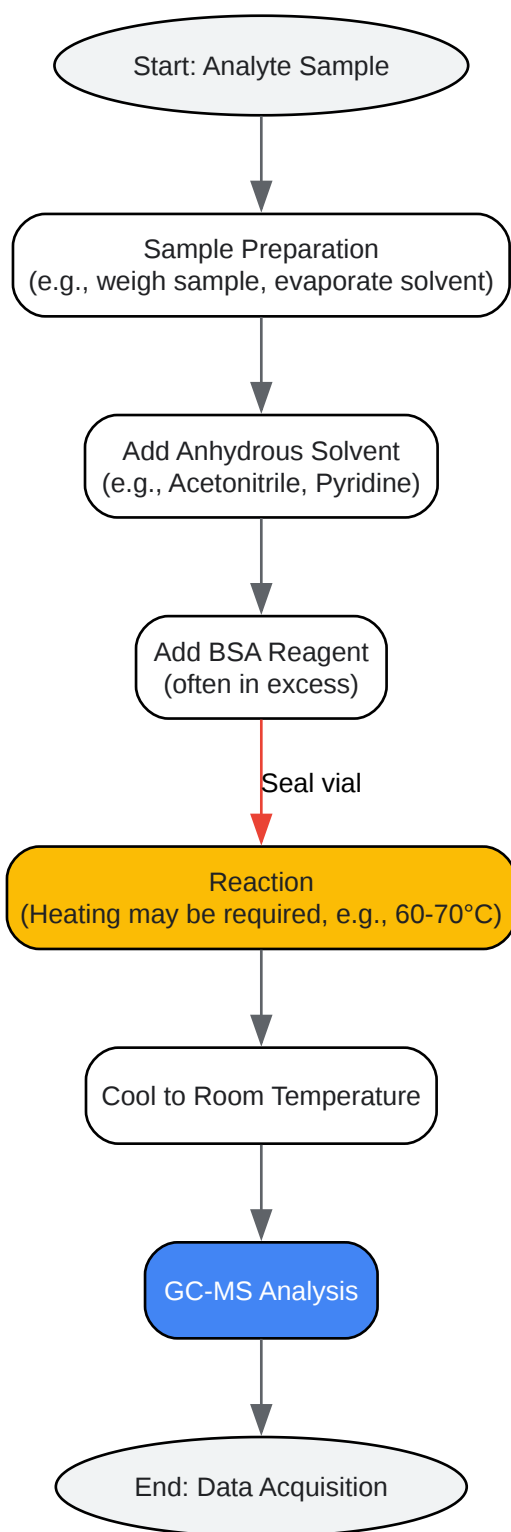 Start: Analyte Sample
Sample Preparation
(e.g., weigh sample, evaporate solvent)
Add Anhydrous Solvent
(e.g., Acetonitrile, Pyridine)
Add BSA Reagent
(often in excess)
Seal vial
Reaction
(Heating may be required, e.g., 60-70°C)
Cool to Room Temperature
GC-MS Analysis
End: Data Acquisition